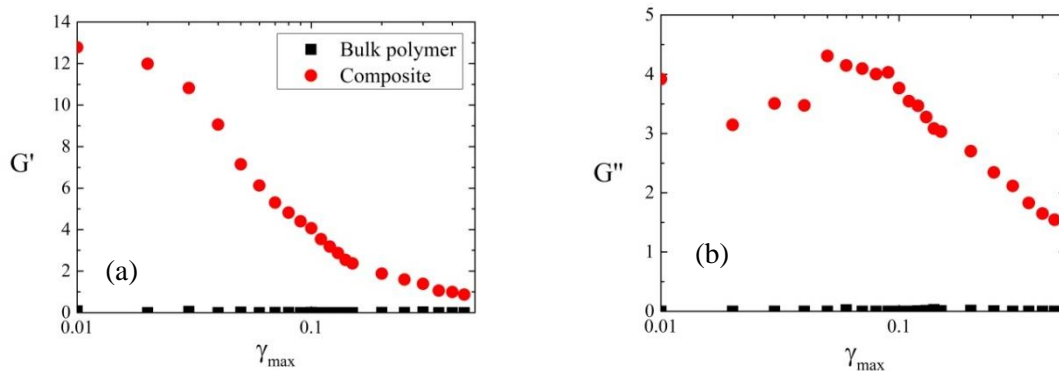 14
12
10
8
6
4
2
0
G'
Bulk polymer
Composite
(a)
0.01
0.1
γmax
5
4
3
2
1
0
G"
(b)
0.01
0.1
γmax